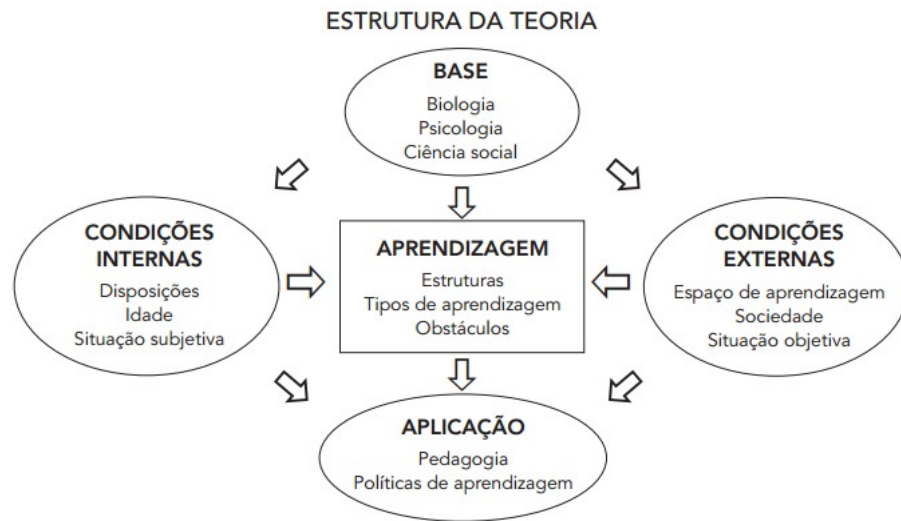 ESTRUTURA DA TEORIA
BASE
Biologia
Psicologia
Ciência social
CONDIÇÕES
INTERNAS
Disposições
Idade
Situação subjetiva
APRENDIZAGEM
Estruturas
Tipos de aprendizagem
Obstáculos
CONDIÇÕES
EXTERNAS
Espaço de aprendizagem
Sociedade
Situação objetiva
APLICAÇÃO
Pedagogia
Políticas de aprendizagem